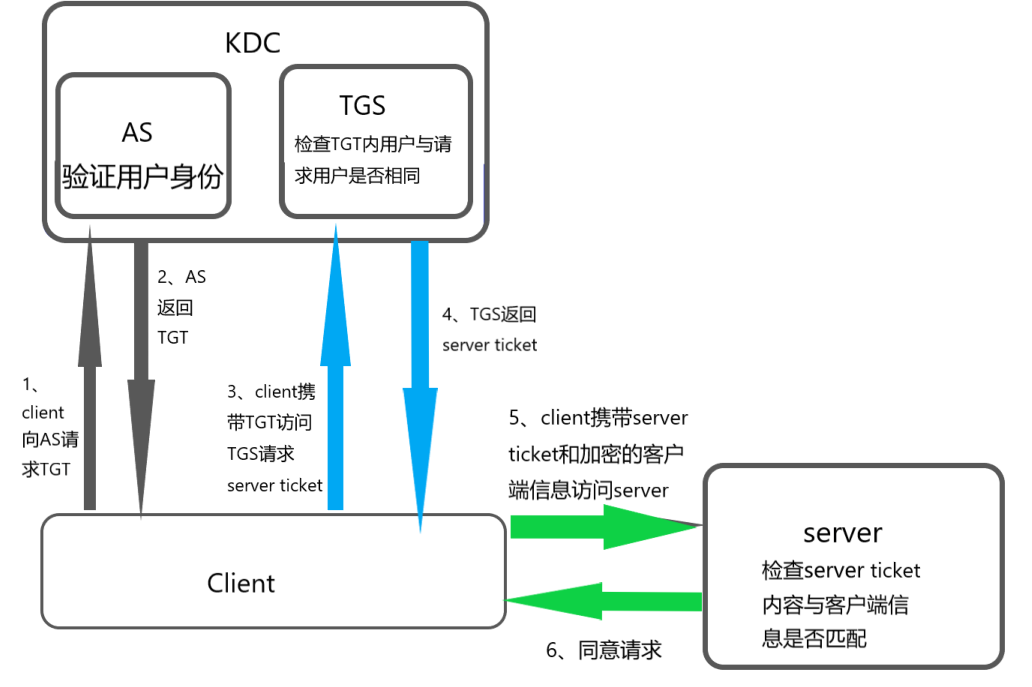 KDC
AS
验证用户身份
TGS
检查TGT内用户与请
求用户是否相同
1、
client
向AS请
求TGT
2、AS
返回
TGT
3、client携
带TGT访问
TGS请求
server ticket
4、TGS返回
server ticket
5、client携带server
ticket和加密的客户
端信息访问server
Client
server
检查server ticket
内容与客户端信
息是否匹配
6、同意请求